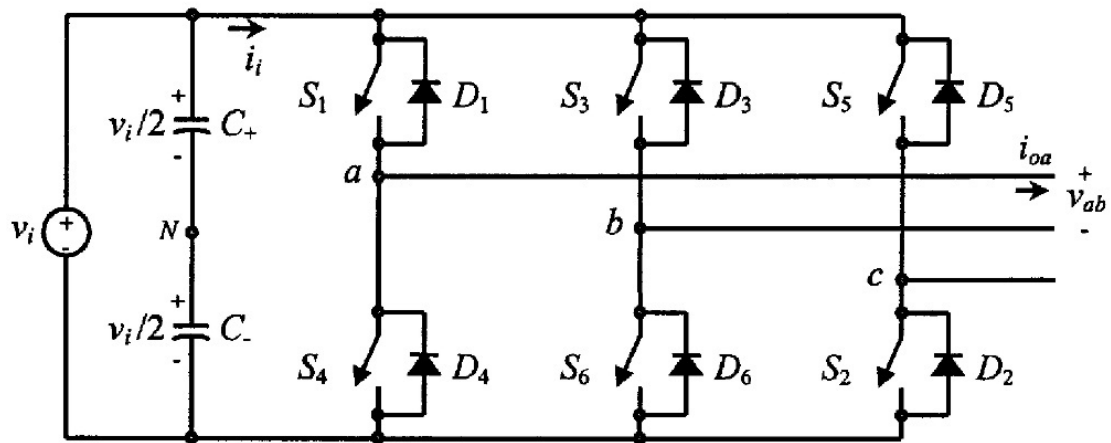 i_i
S_1
D_1
S_3
D_3
S_5
D_5
+
v_i/2
C_+
-
a
i_oa
+
v_ab
-
v_i
+
-
N
b
c
+
v_i/2
C_-
-
S_4
D_4
S_6
D_6
S_2
D_2